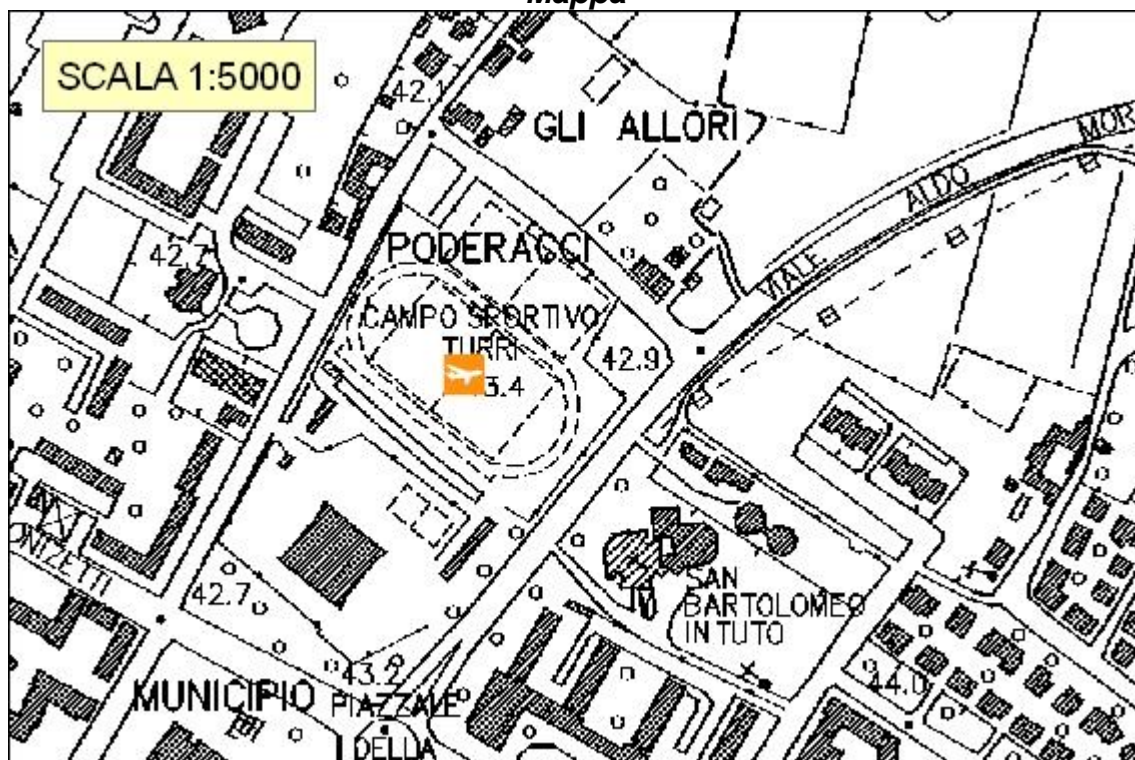 Mappa
SCALA 1:5000
42.1
GLI ALLORI
MOR
ALDO
VIALE
PODERACCI
42.7
CAMPO SPORTIVO
TURRI
42.9
3.4
ONIZETTI
42.7
SAN
BARTOLOMEO
IN TUTO
43.2
44.0
MUNICIPIO
PIAZZALE
DELLA